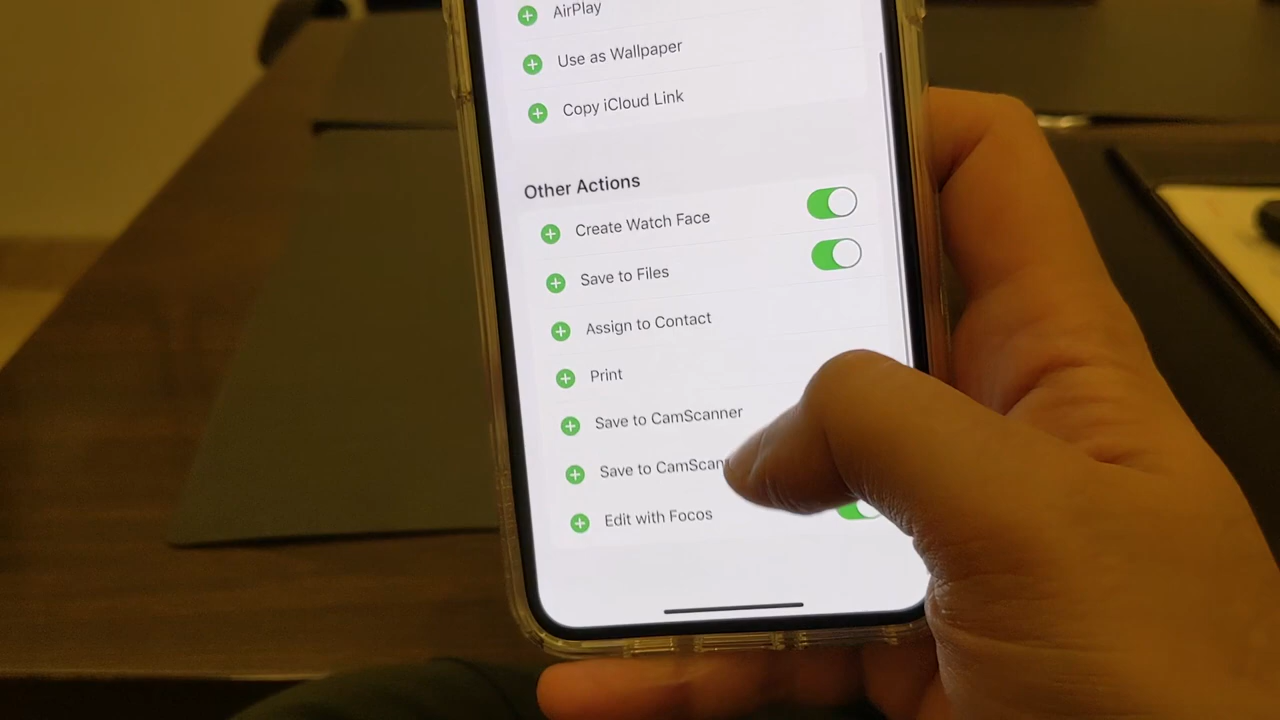 AirPlay
Use as Wallpaper
Copy iCloud Link
Other Actions
Create Watch Face
Save to Files
Assign to Contact
Print
Save to CamScanner
Save to
Edit with Focos